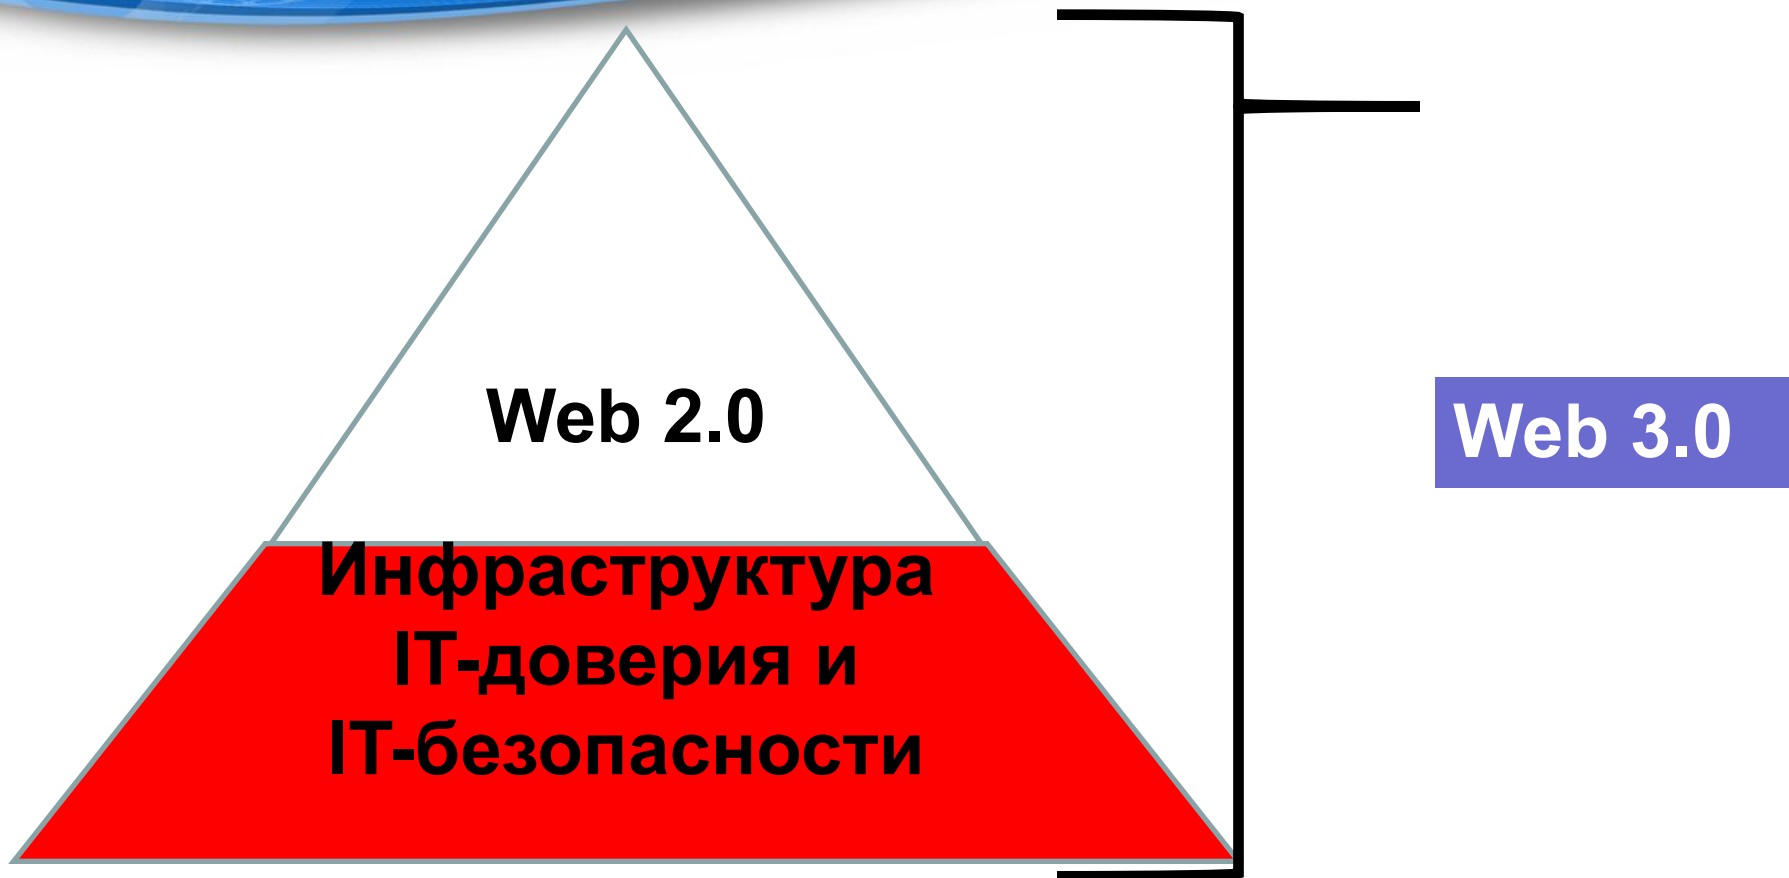 Web 2.0
Web 3.0
Инфраструктура
IT-доверия и
IT-безопасности